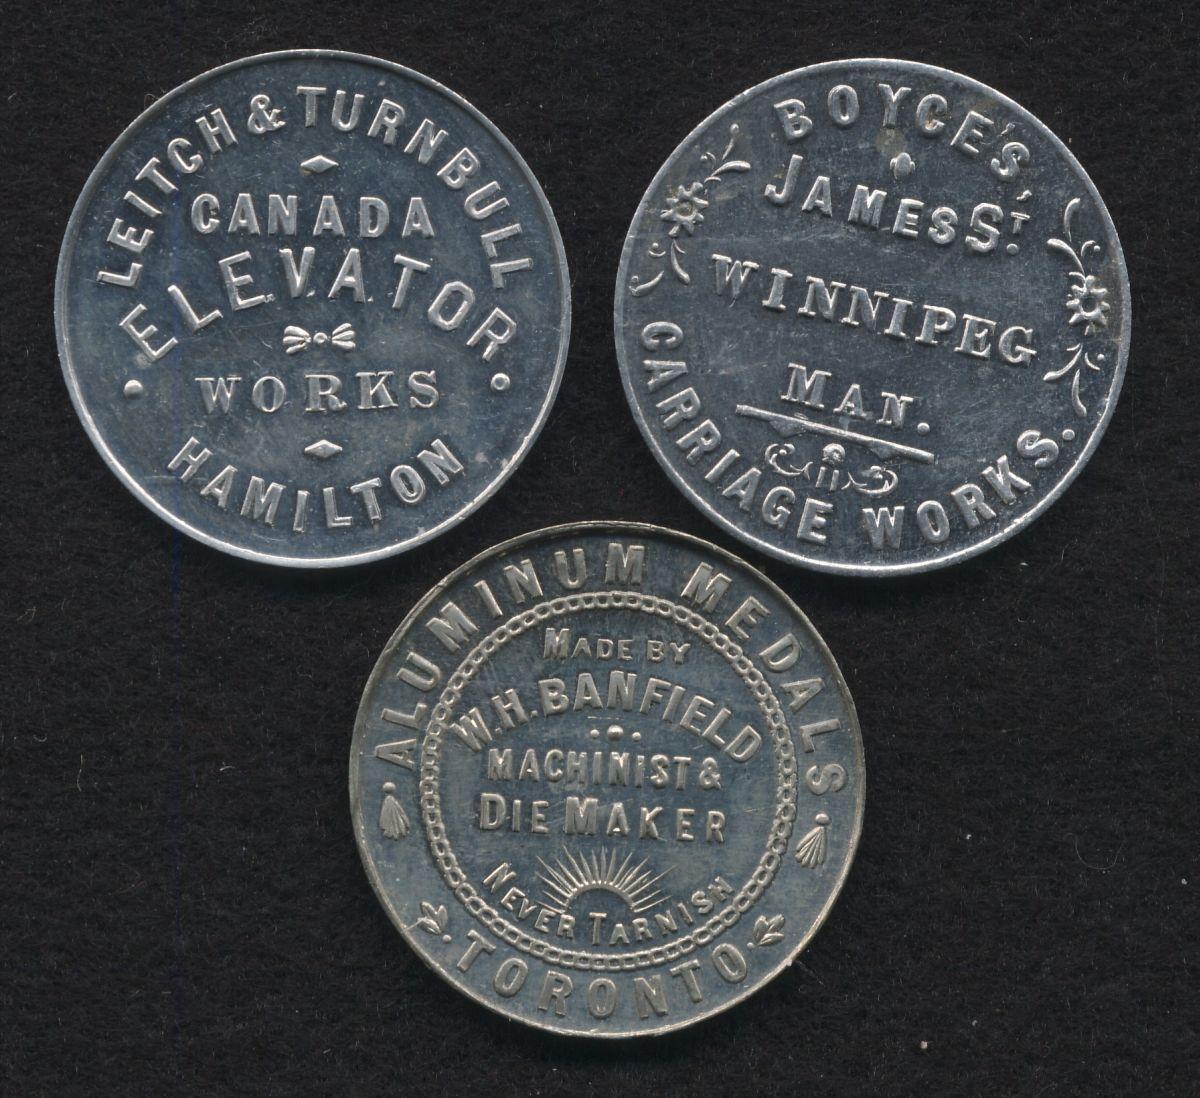 LEITCH & TURNBULL
CANADA
ELEVATOR
WORKS
HAMILTON
BOYCE'S,
JAMES ST.
WINNIPEG
MAN.
CARRIAGE WORKS.
ALUMINUM MEDALS
MADE BY
W.H. BANFIELD
MACHINIST &
DIE MAKER
NEVER TARNISH
TORONTO